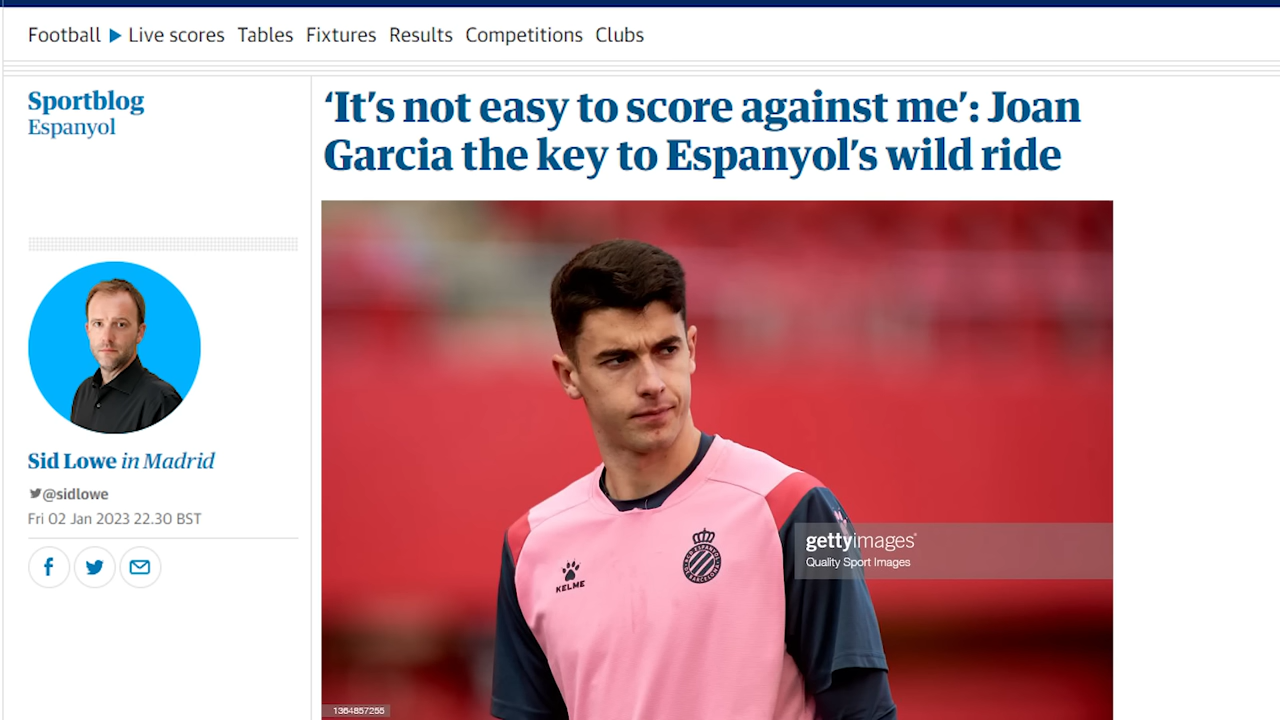 Football Live scores Tables Fixtures Results Competitions Clubs
Sportblog
Espanyol
‘It’s not easy to score against me’: Joan
Garcia the key to Espanyol’s wild ride
Sid Lowe in Madrid
@sidlowe
Fri 02 Jan 2023 22.30 BST
KELME
gettyimages
Quality Sport Images
1364857255